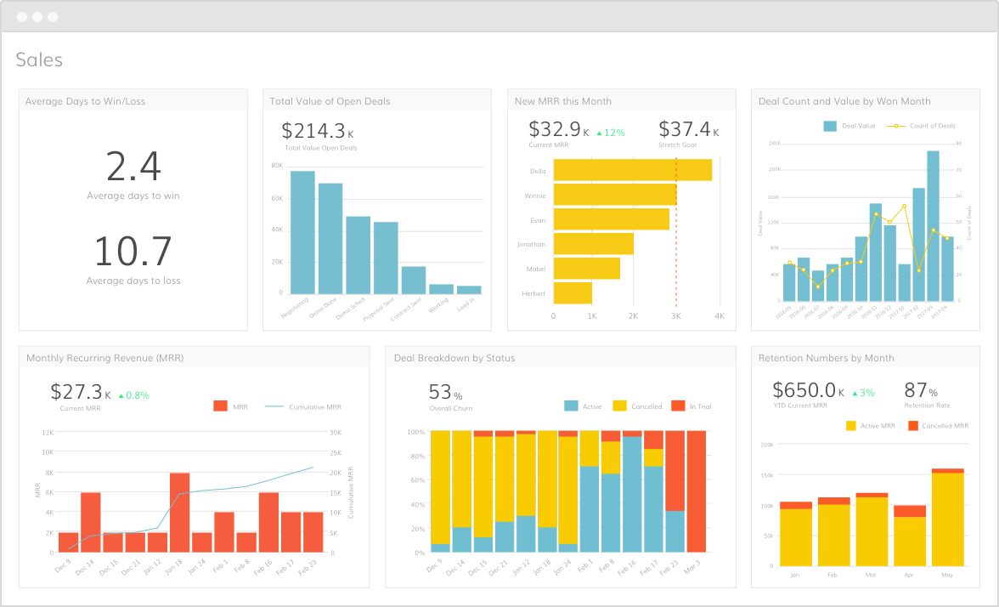 Sales
Average Days to Win/Loss
2.4
Average days to win
10.7
Average days to loss
Total Value of Open Deals
$214.3 K
Total Value Open Deals
80K
60K
40K
20K
0
Negotiating
Demo Done
Demo Sched
Proposal Sent
Contract Sent
Working
Lead In
New MRR this Month
$32.9 K ▲12%
Current MRR
$37.4 K
Stretch Goal
Della
Winnie
Evan
Jonathan
Mabel
Herbert
0 1K 2K 3K 4K
Deal Count and Value by Won Month
Deal Value Count of Deals
240K
200K
160K
120K
80K
40K
0
Deal Value
80
70
60
50
40
30
20
0
Count of Deals
2016-05
2016-06
2016-07
2016-08
2016-09
2016-10
2016-11
2016-12
2017-01
2017-02
2017-03
2017-04
Monthly Recurring Revenue (MRR)
$27.3 K ▲0.8%
Current MRR
MRR Cumulative MRR
12K
10K
8K
6K
4K
2K
0
MRR
30K
25K
20K
15K
10K
5K
0
Cumulative MRR
Dec 9
Dec 14
Dec 15
Dec 21
Jan 12
Jan 18
Jan 24
Feb 1
Feb 8
Feb 16
Feb 17
Feb 23
Deal Breakdown by Status
53 %
Overall Churn
Active Cancelled In Trial
100%
80%
60%
40%
20%
0%
Dec 9
Dec 14
Dec 15
Dec 21
Jan 12
Jan 18
Jan 24
Feb 1
Feb 8
Feb 16
Feb 17
Feb 23
Mar 3
Retention Numbers by Month
$650.0 K ▲3%
YTD Current MRR
87%
Retention Rate
Active MRR Cancelled MRR
200k
150K
100K
50k
0
Jan Feb Mar Apr May